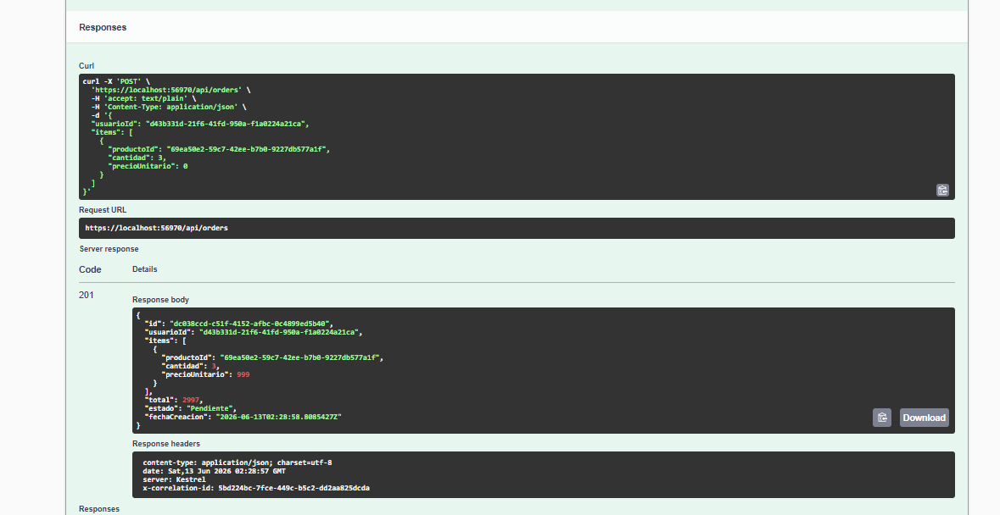 Responses
Curl
curl -X 'POST' \
  'https://localhost:56970/api/orders' \
  -H 'accept: text/plain' \
  -H 'Content-Type: application/json' \
  -d '{
  "usuarioId": "d43b331d-21f6-41fd-950a-f1a0224a21ca",
  "items": [
    {
      "productoId": "69ea50e2-59c7-42ee-b7b0-9227db577a1f",
      "cantidad": 3,
      "precioUnitario": 0
    }
  ]
}'
Request URL
https://localhost:56970/api/orders
Server response
Code Details
201
Response body
{
  "id": "dc038ccd-c51f-4152-afbc-0c4899ed5b40",
  "usuarioId": "d43b331d-21f6-41fd-950a-f1a0224a21ca",
  "items": [
    {
      "productoId": "69ea50e2-59c7-42ee-b7b0-9227db577a1f",
      "cantidad": 3,
      "precioUnitario": 999
    }
  ],
  "total": 2997,
  "estado": "Pendiente",
  "fechaCreacion": "2026-06-13T02:28:58.8085427Z"
}
Download
Response headers
content-type: application/json; charset=utf-8
date: Sat,13 Jun 2026 02:28:57 GMT
server: Kestrel
x-correlation-id: 5bd224bc-7fce-449c-b5c2-dd2aa825dcda
Responses